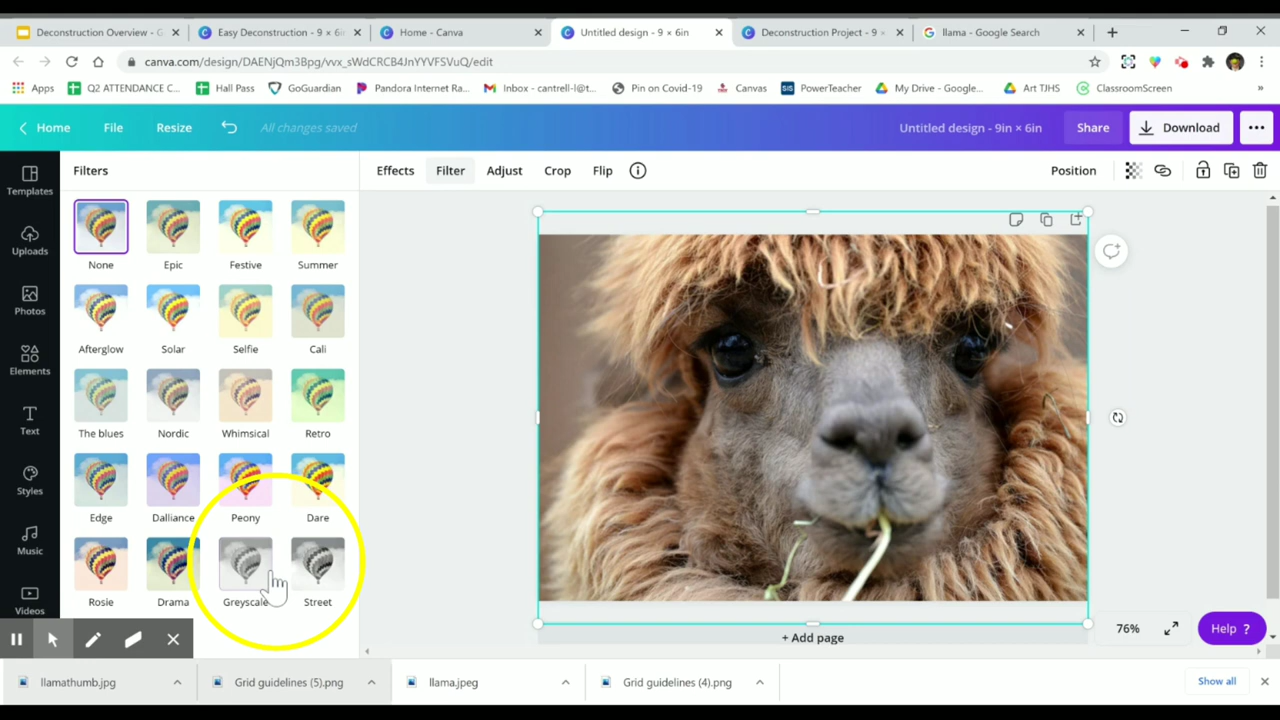 Deconstruction Overview - G
Easy Deconstruction - 9 × 6i
Home - Canva
Untitled design - 9 × 6in
Deconstruction Project - 9 ×
llama - Google Search
canva.com/design/DAENjQm3Bpg/vvx_sWdCRCB4JnYYVFSVuQ/edit
Apps
Q2 ATTENDANCE C...
Hall Pass
GoGuardian
Pandora Internet Ra...
Inbox - cantrell-l@t...
Pin on Covid-19
Canvas
SIS
PowerTeacher
My Drive - Google...
Art TJHS
ClassroomScreen
»
Home
File
Resize
All changes saved
Untitled design - 9in × 6in
Share
Download
Templates
Uploads
Photos
Elements
Text
Styles
Music
Videos
Filters
Effects
Filter
Adjust
Crop
Flip
Position
None
Epic
Festive
Summer
Afterglow
Solar
Selfie
Cali
The blues
Nordic
Whimsical
Retro
Edge
Dalliance
Peony
Dare
Rosie
Drama
Greyscale
Street
+ Add page
76%
Help ?
llamathumb.jpg
Grid guidelines (5).png
llama.jpeg
Grid guidelines (4).png
Show all